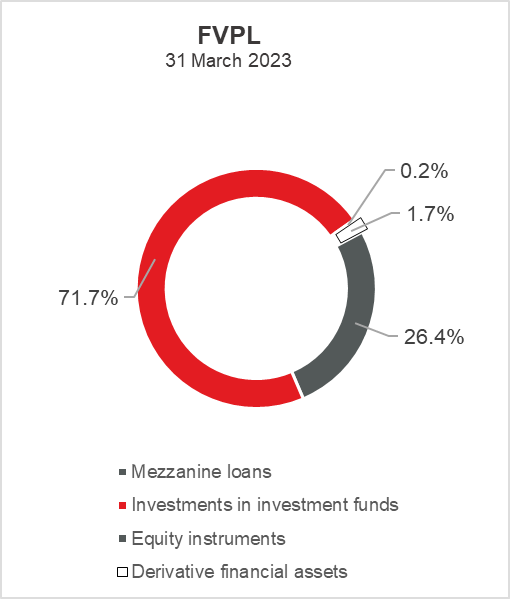 FVPL
31 March 2023
0.2%
1.7%
71.7%
26.4%
Mezzanine loans
Investments in investment funds
Equity instruments
Derivative financial assets